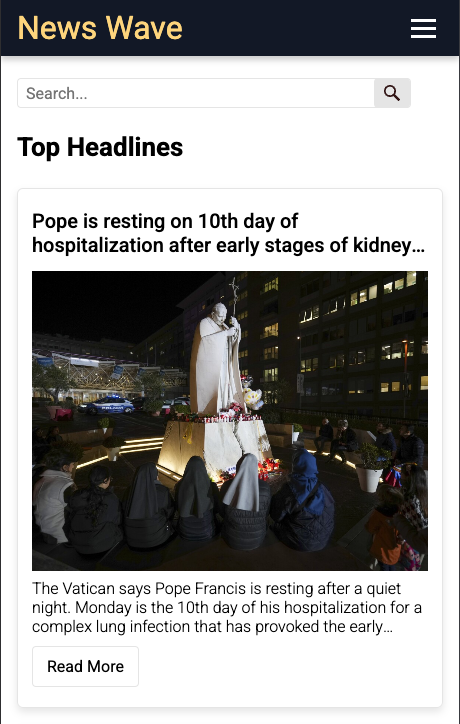 News Wave
Search...
Top Headlines
Pope is resting on 10th day of
hospitalization after early stages of kidney...
The Vatican says Pope Francis is resting after a quiet
night. Monday is the 10th day of his hospitalization for a
complex lung infection that has provoked the early...
Read More